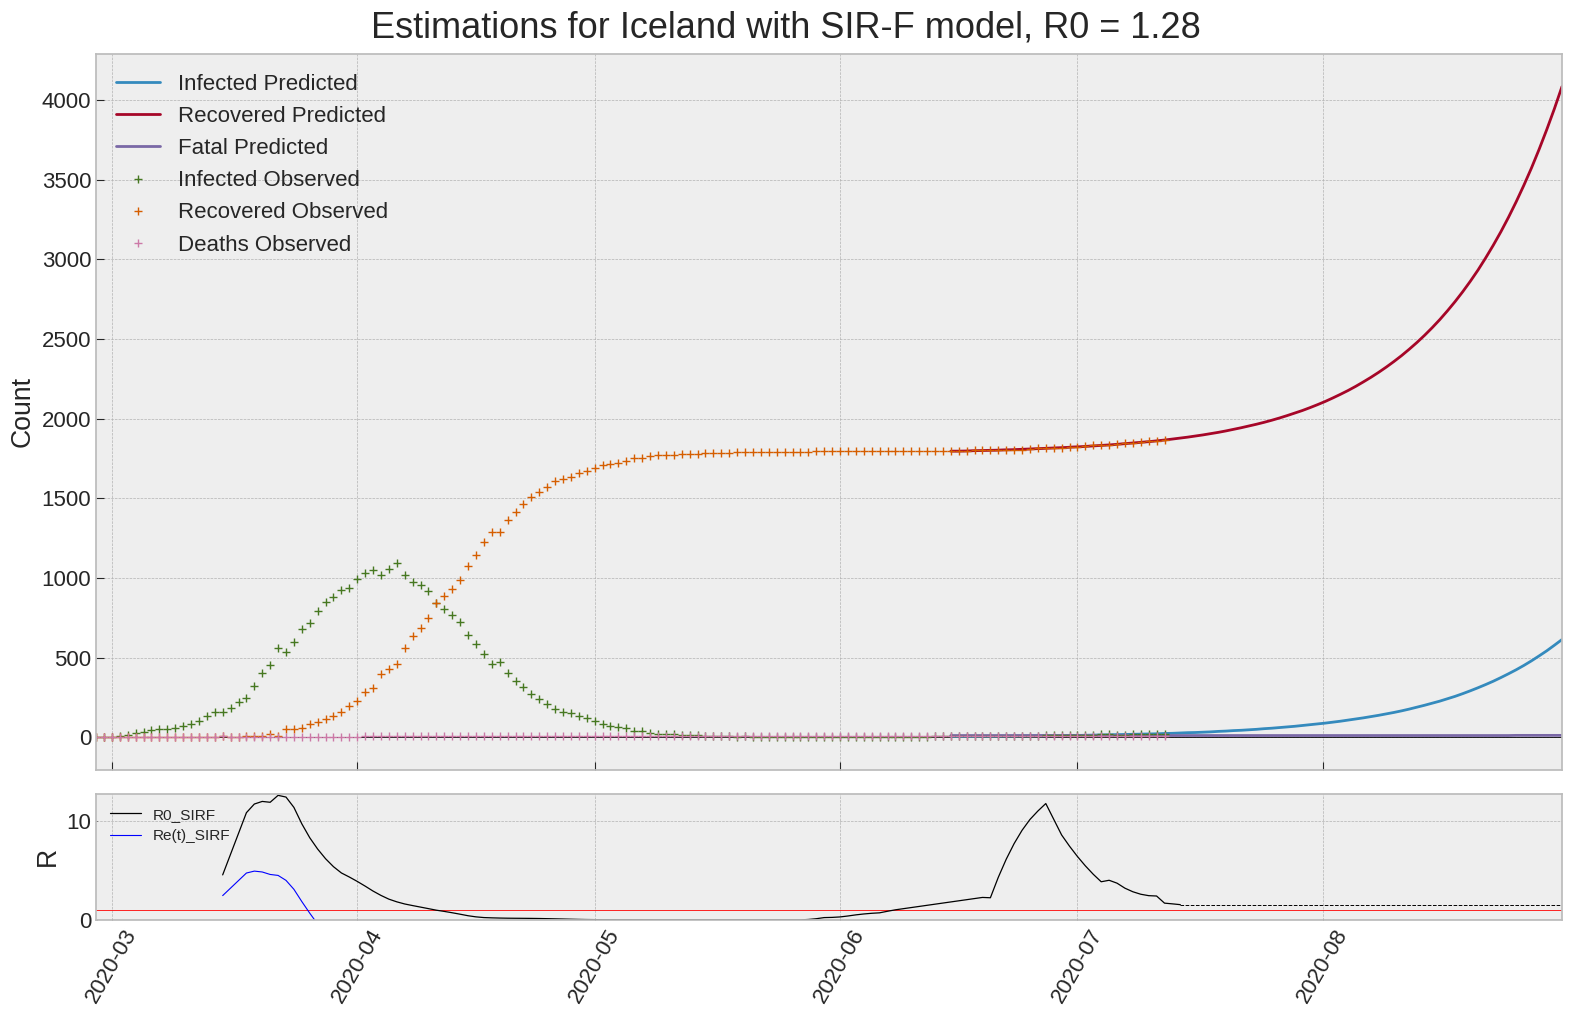 Estimations for Iceland with SIR-F model, R0 = 1.28
Infected Predicted
Recovered Predicted
Fatal Predicted
Infected Observed
Recovered Observed
Deaths Observed
Count
4000
3500
3000
2500
2000
1500
1000
500
0
R0_SIRF
Re(t)_SIRF
R
10
0
2020-03
2020-04
2020-05
2020-06
2020-07
2020-08